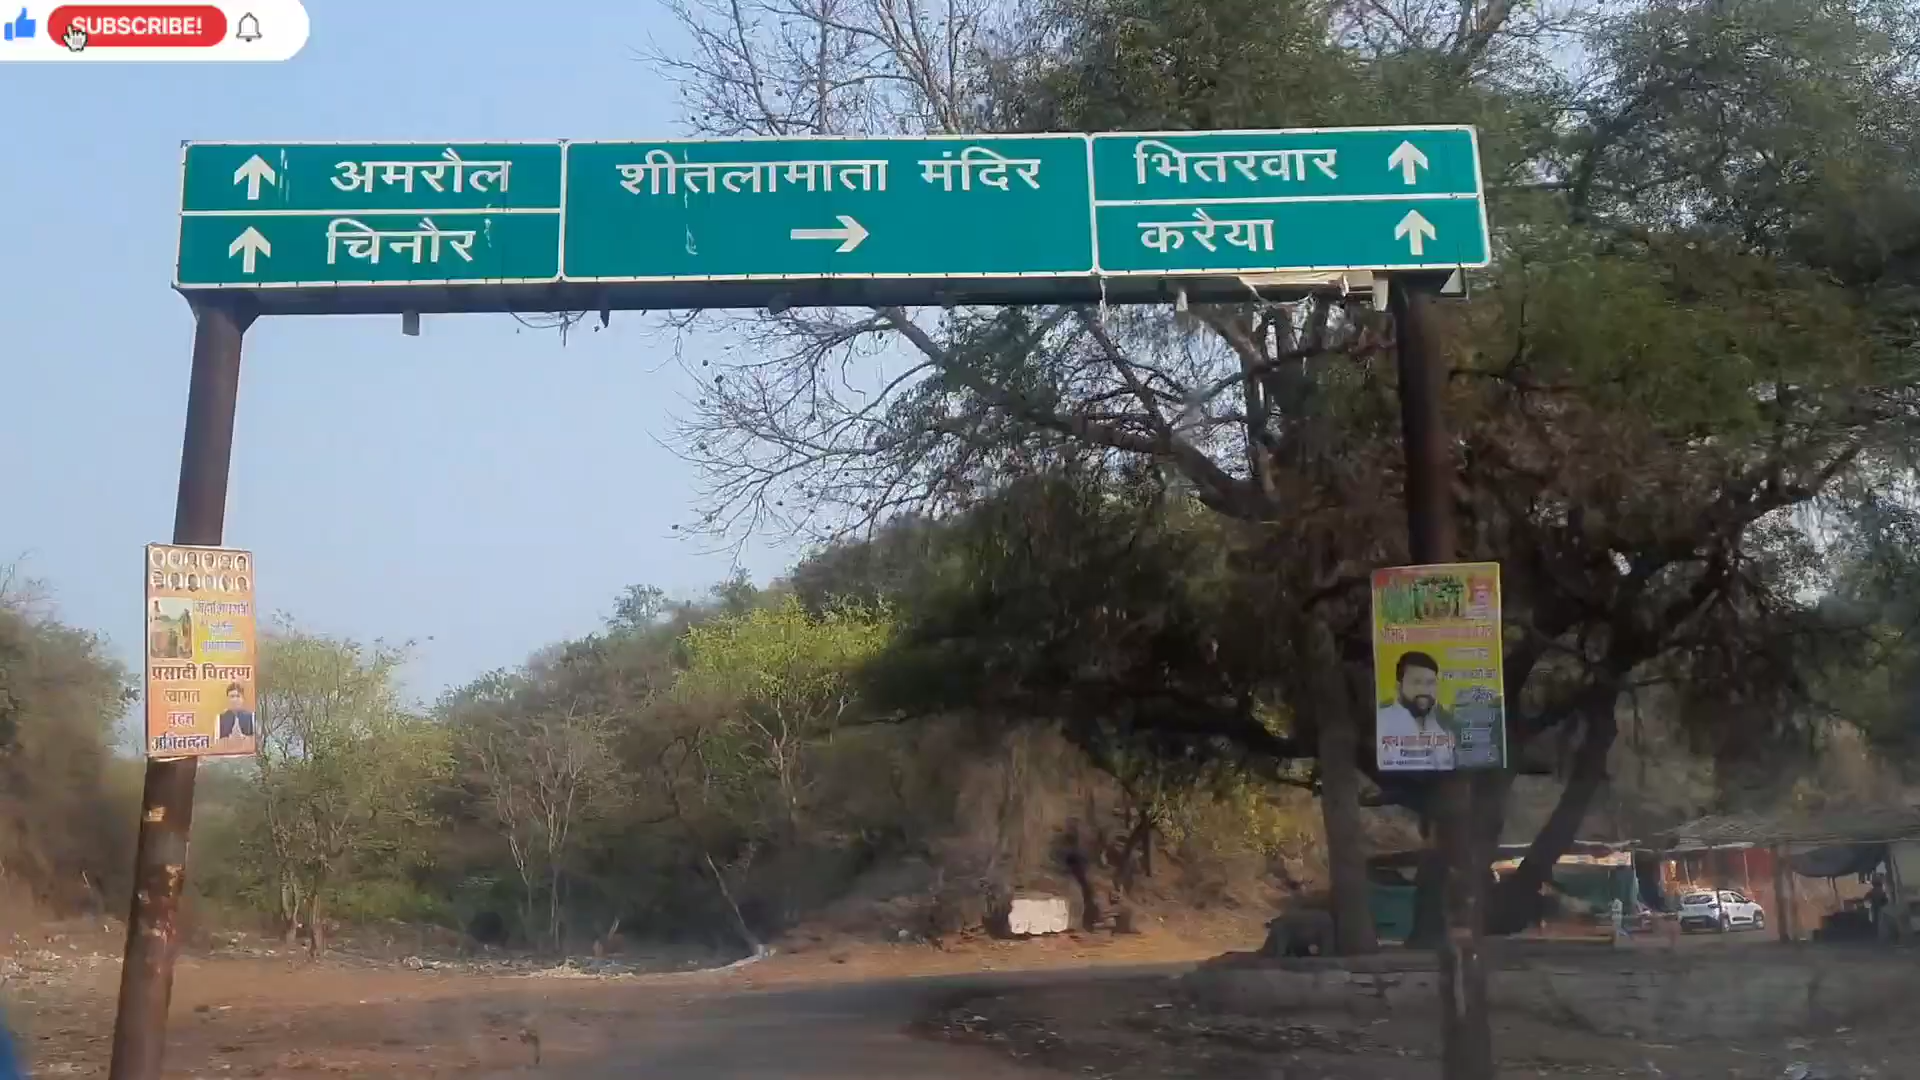 SUBSCRIBE!
अमरौल
चिनौर
शीतलामाता मंदिर
भितरवार
करैया
प्रसादी वितरण
स्वागत
वंदन
अभिनन्दन